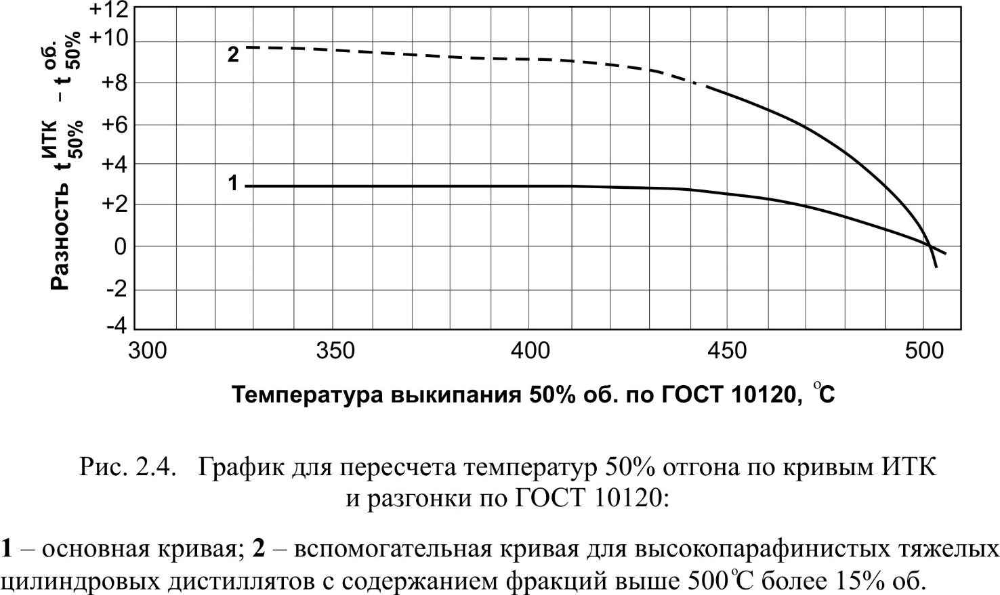 +12
+10
+8
+6
+4
+2
0
-2
-4
Разность t ИТК 50% – t об. 50%
2
1
300 350 400 450 500
Температура выкипания 50% об. по ГОСТ 10120, °С
Рис. 2.4. График для пересчета температур 50% отгона по кривым ИТК
и разгонки по ГОСТ 10120:
1 – основная кривая; 2 – вспомогательная кривая для высокопарафинистых тяжелых
цилиндровых дистиллятов с содержанием фракций выше 500°С более 15% об.